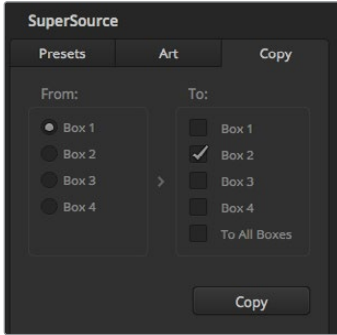 SuperSource
Presets Art Copy
From: To:
Box 1 Box 1
Box 2 > Box 2
Box 3 Box 3
Box 4 Box 4
To All Boxes
Copy